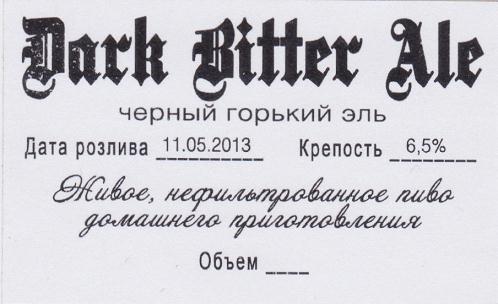 Dark Bitter Ale
черный горький эль
Дата розлива 11.05.2013 Крепость 6,5%
Живое, нефильтрованное пиво
домашнего приготовления
Объем ____